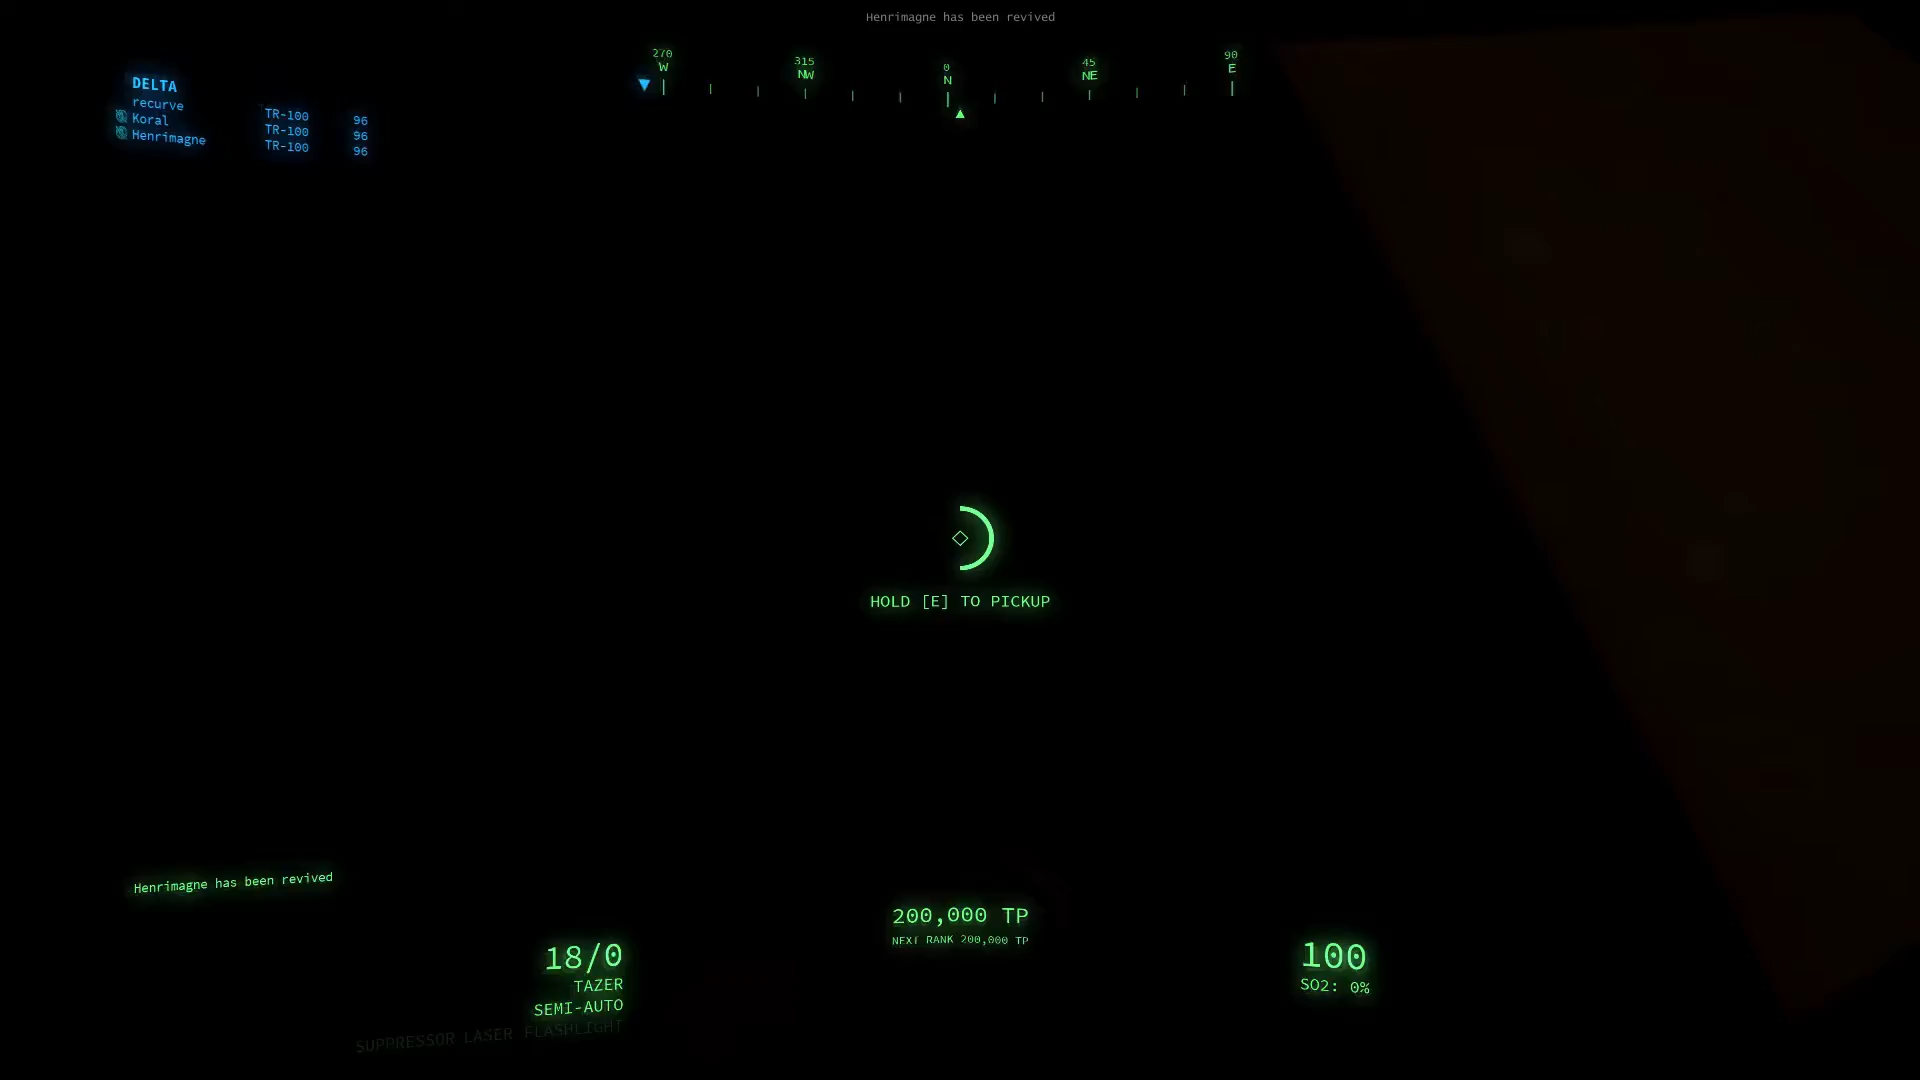 Henrimagne has been revived
270 315 0 45 90
W NW N NE E
DELTA
recurve TR-100 96
Koral TR-100 96
Henrimagne TR-100 96
HOLD [E] TO PICKUP
Henrimagne has been revived
200,000 TP
NEXT RANK 200,000 TP
18/0
TAZER
SEMI-AUTO
SUPPRESSOR LASER FLASHLIGHT
100
SO2: 0%